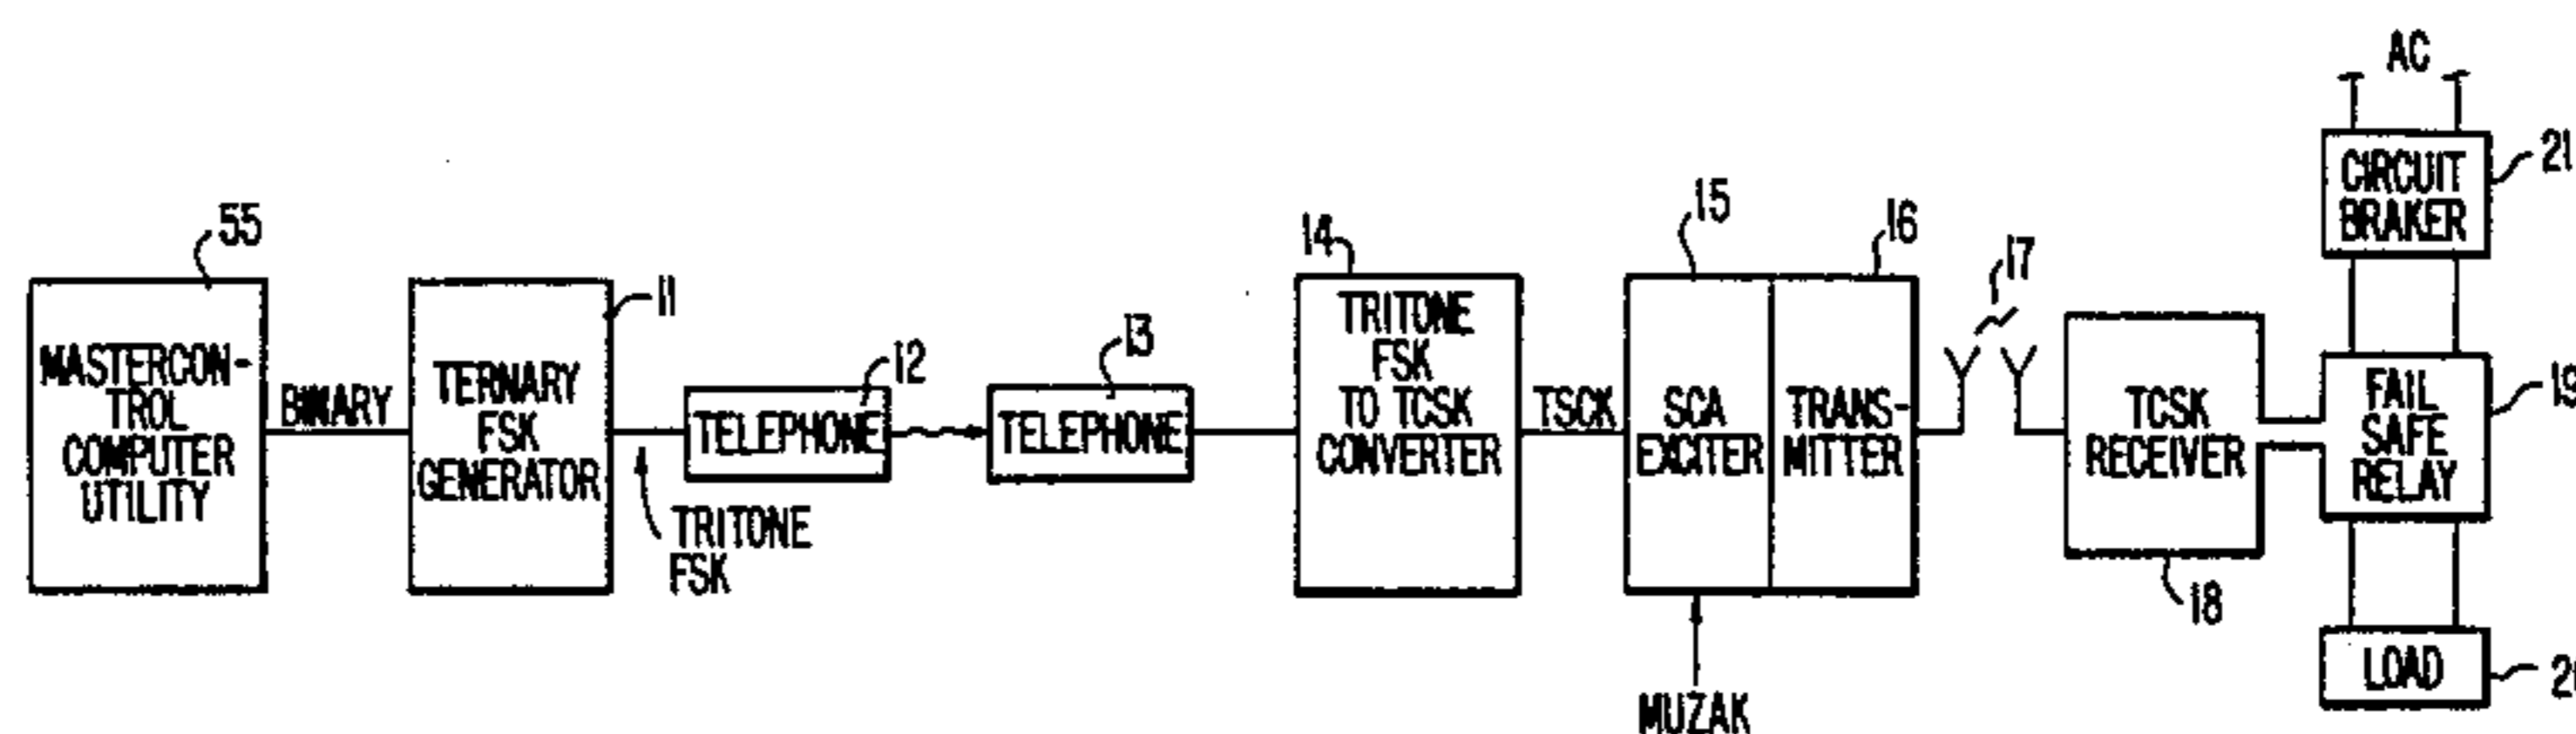 55
MASTERCON-
TROL
COMPUTER
UTILITY
BINARY
11
TERNARY
FSK
GENERATOR
TRITONE
FSK
12
TELEPHONE
13
TELEPHONE
14
TRITONE
FSK
TO TCSK
CONVERTER
TSCK
15
SCA
EXCITER
16
TRANS-
MITTER
MUZAK
17
TCSK
RECEIVER
18
AC
CIRCUIT
BRAKER
21
FAIL
SAFE
RELAY
19
LOAD